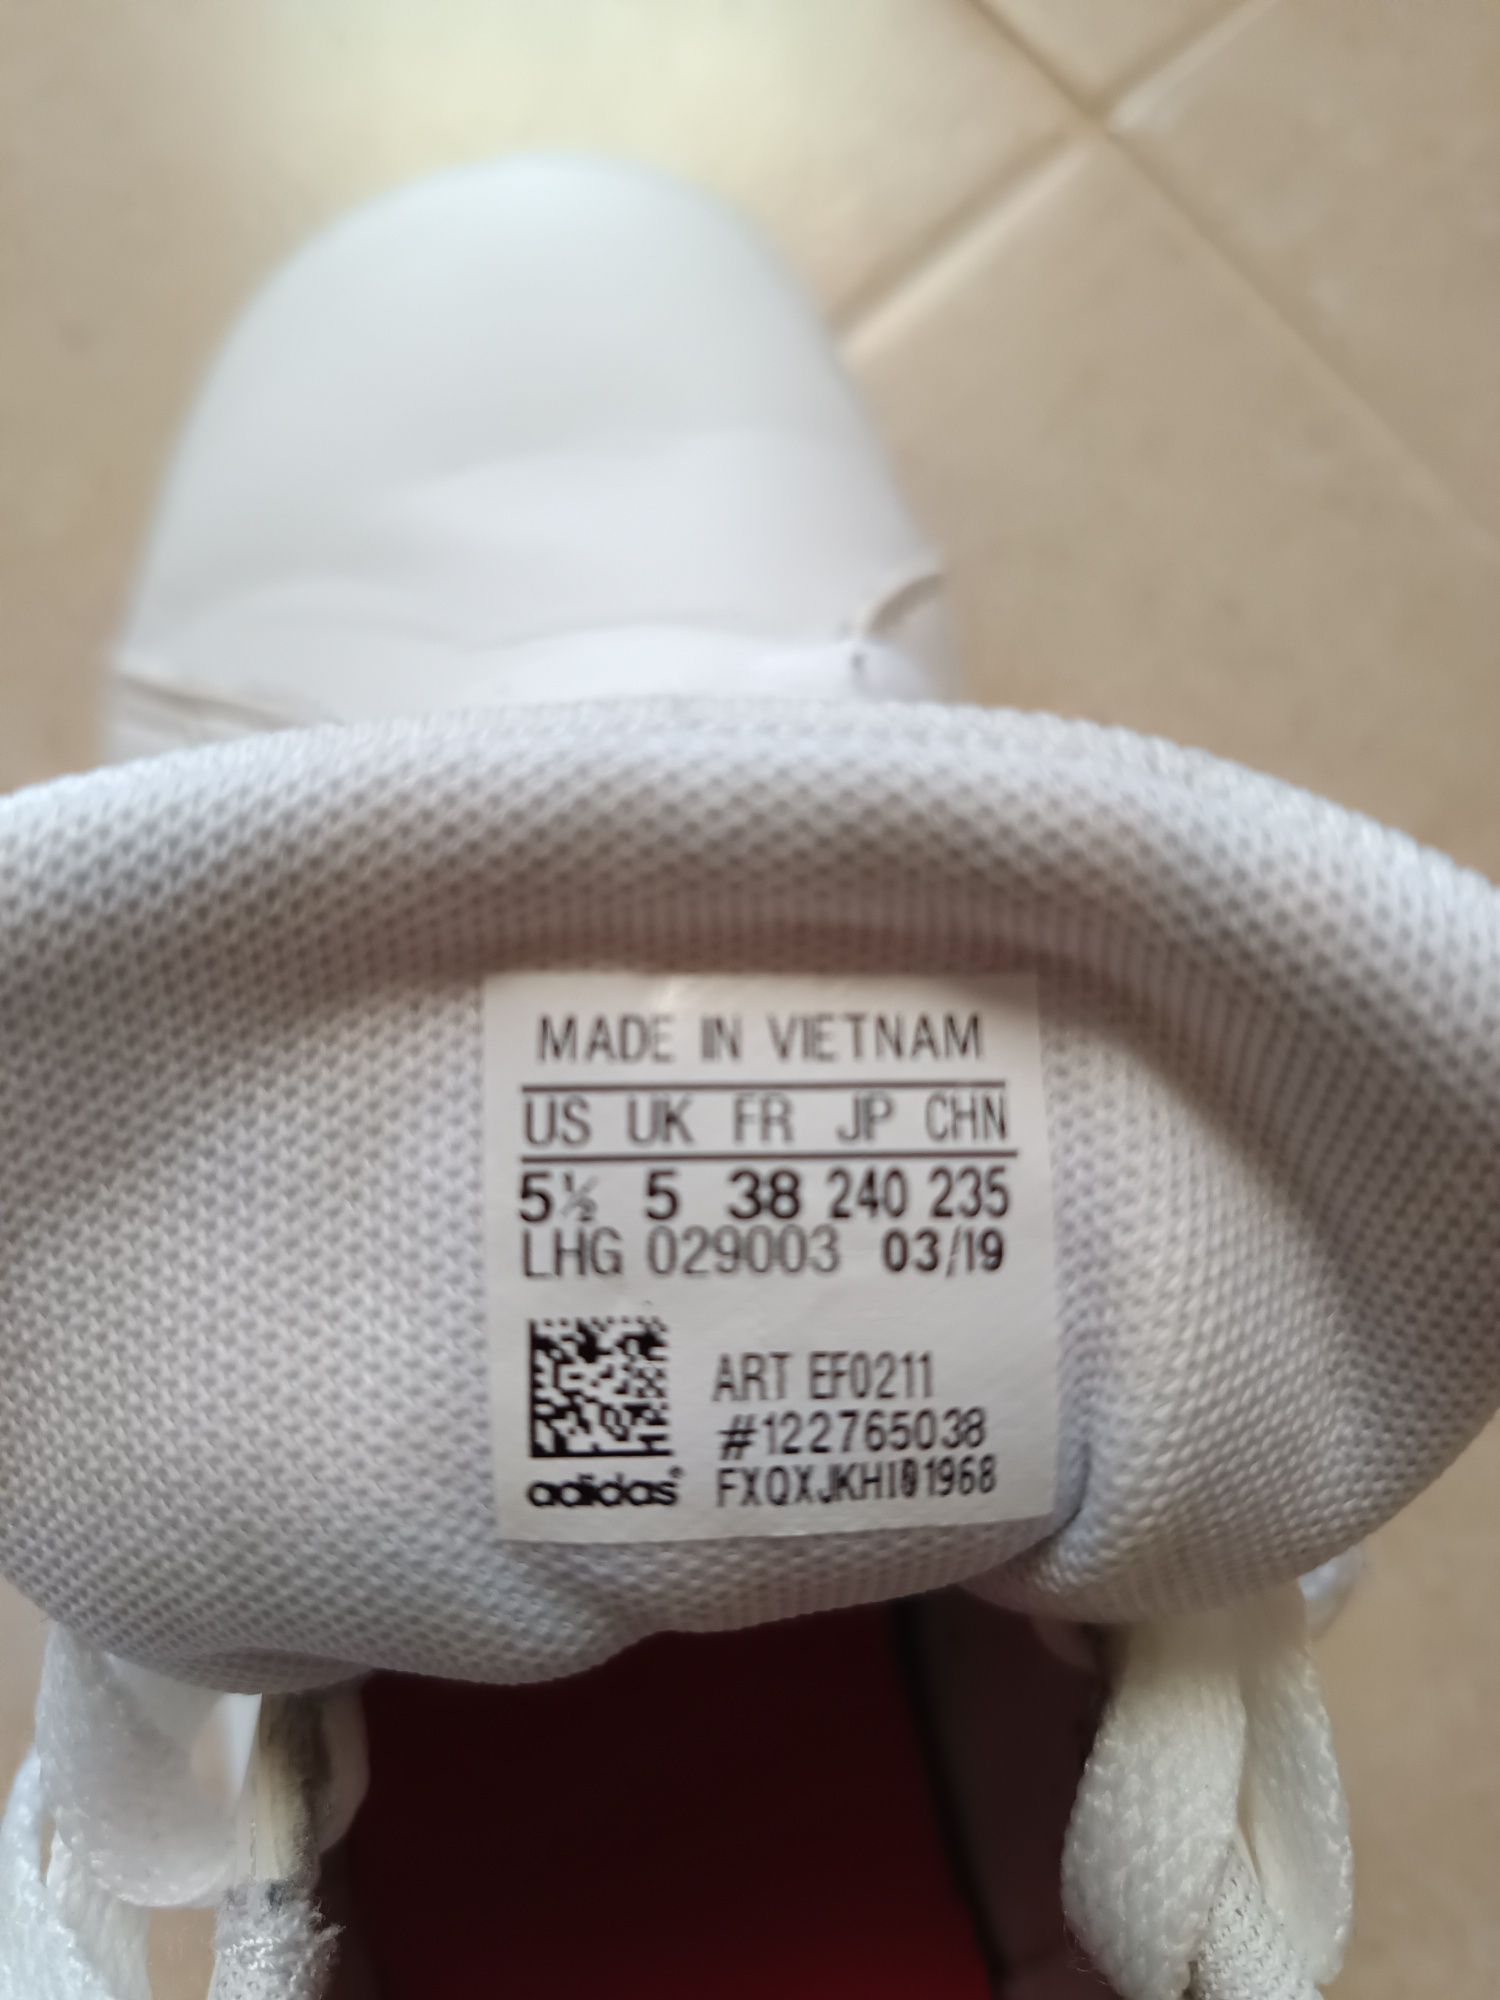 MADE IN VIETNAM
US UK FR JP CHN
5½ 5 38 240 235
LHG 029003 03/19
ART EF0211
#122765038
adidas FXQXJKHI01968